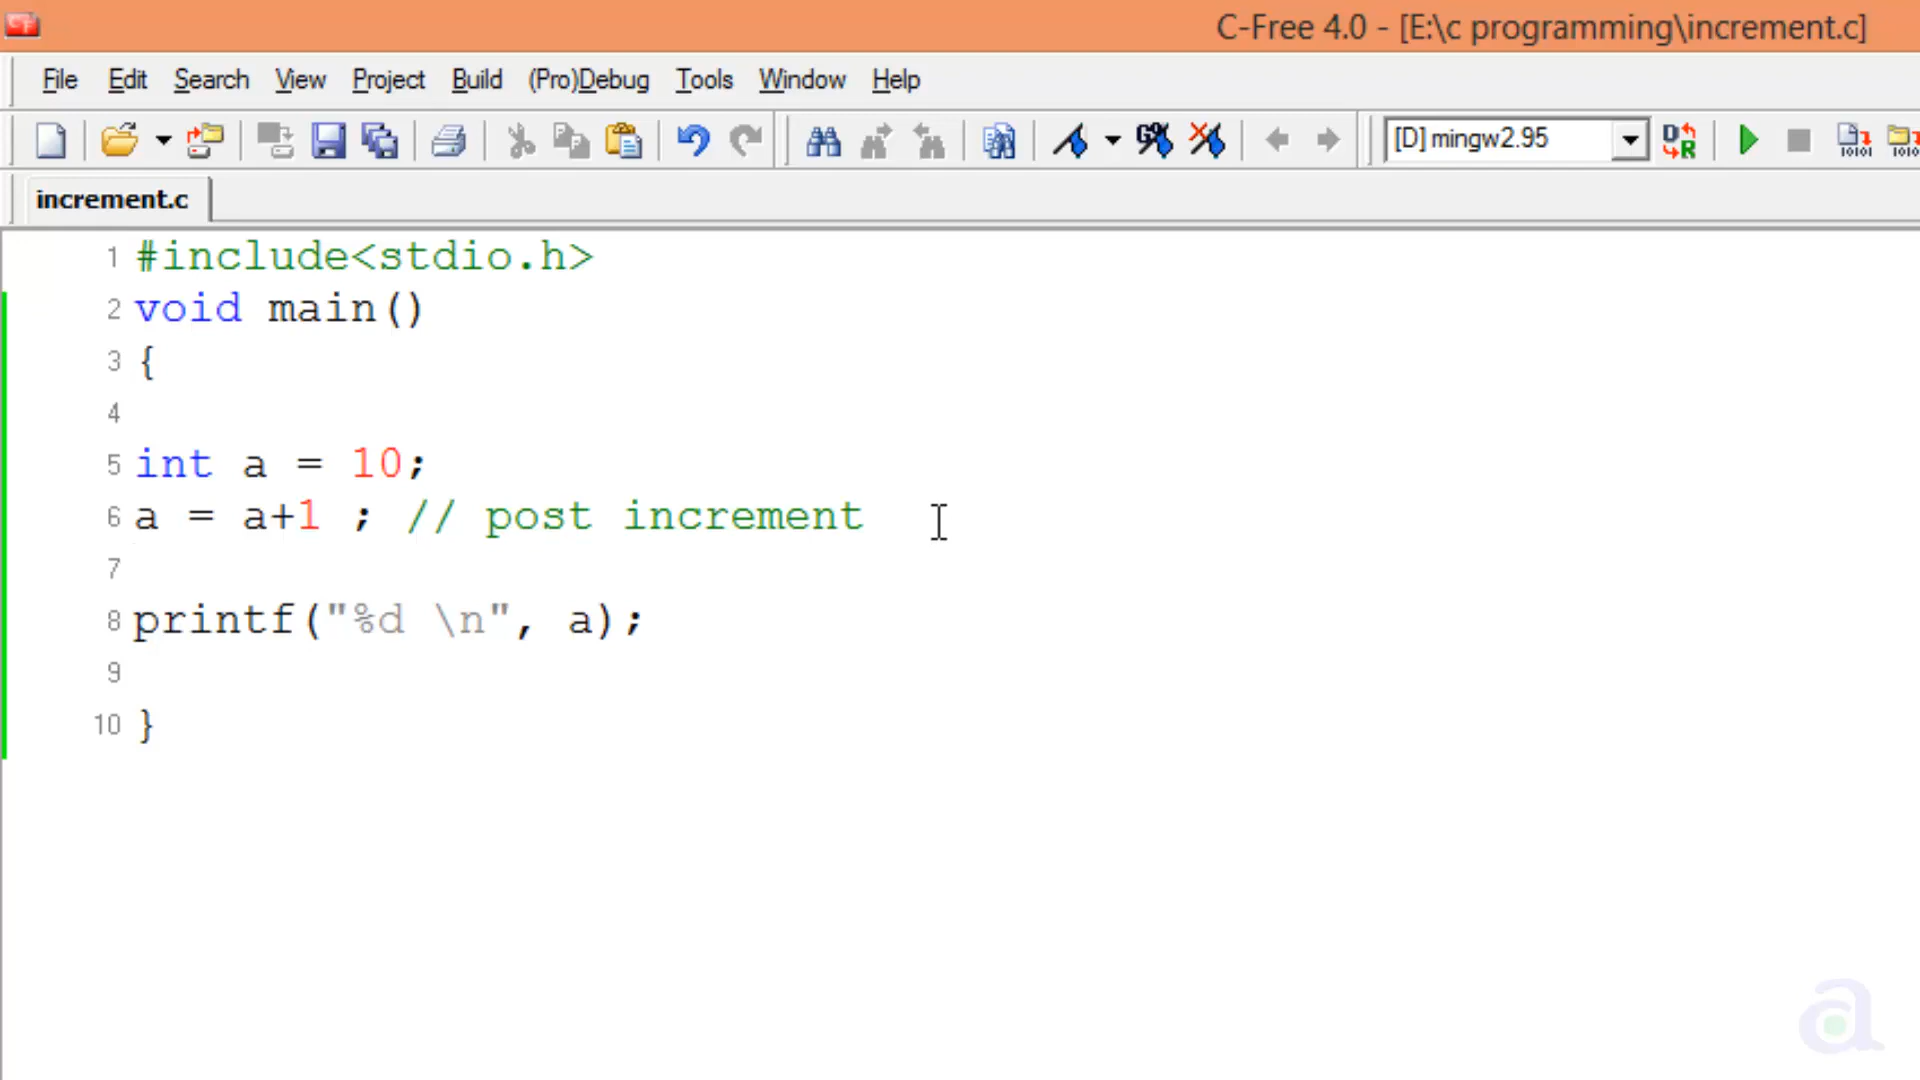 C-Free 4.0 - [E:\c programming\increment.c]
File Edit Search View Project Build (Pro)Debug Tools Window Help
[D] mingw2.95
increment.c
1 #include<stdio.h>
2 void main()
3 {
4
5 int a = 10;
6 a = a+1 ; // post increment
7
8 printf("%d \n", a);
9
10 }
a